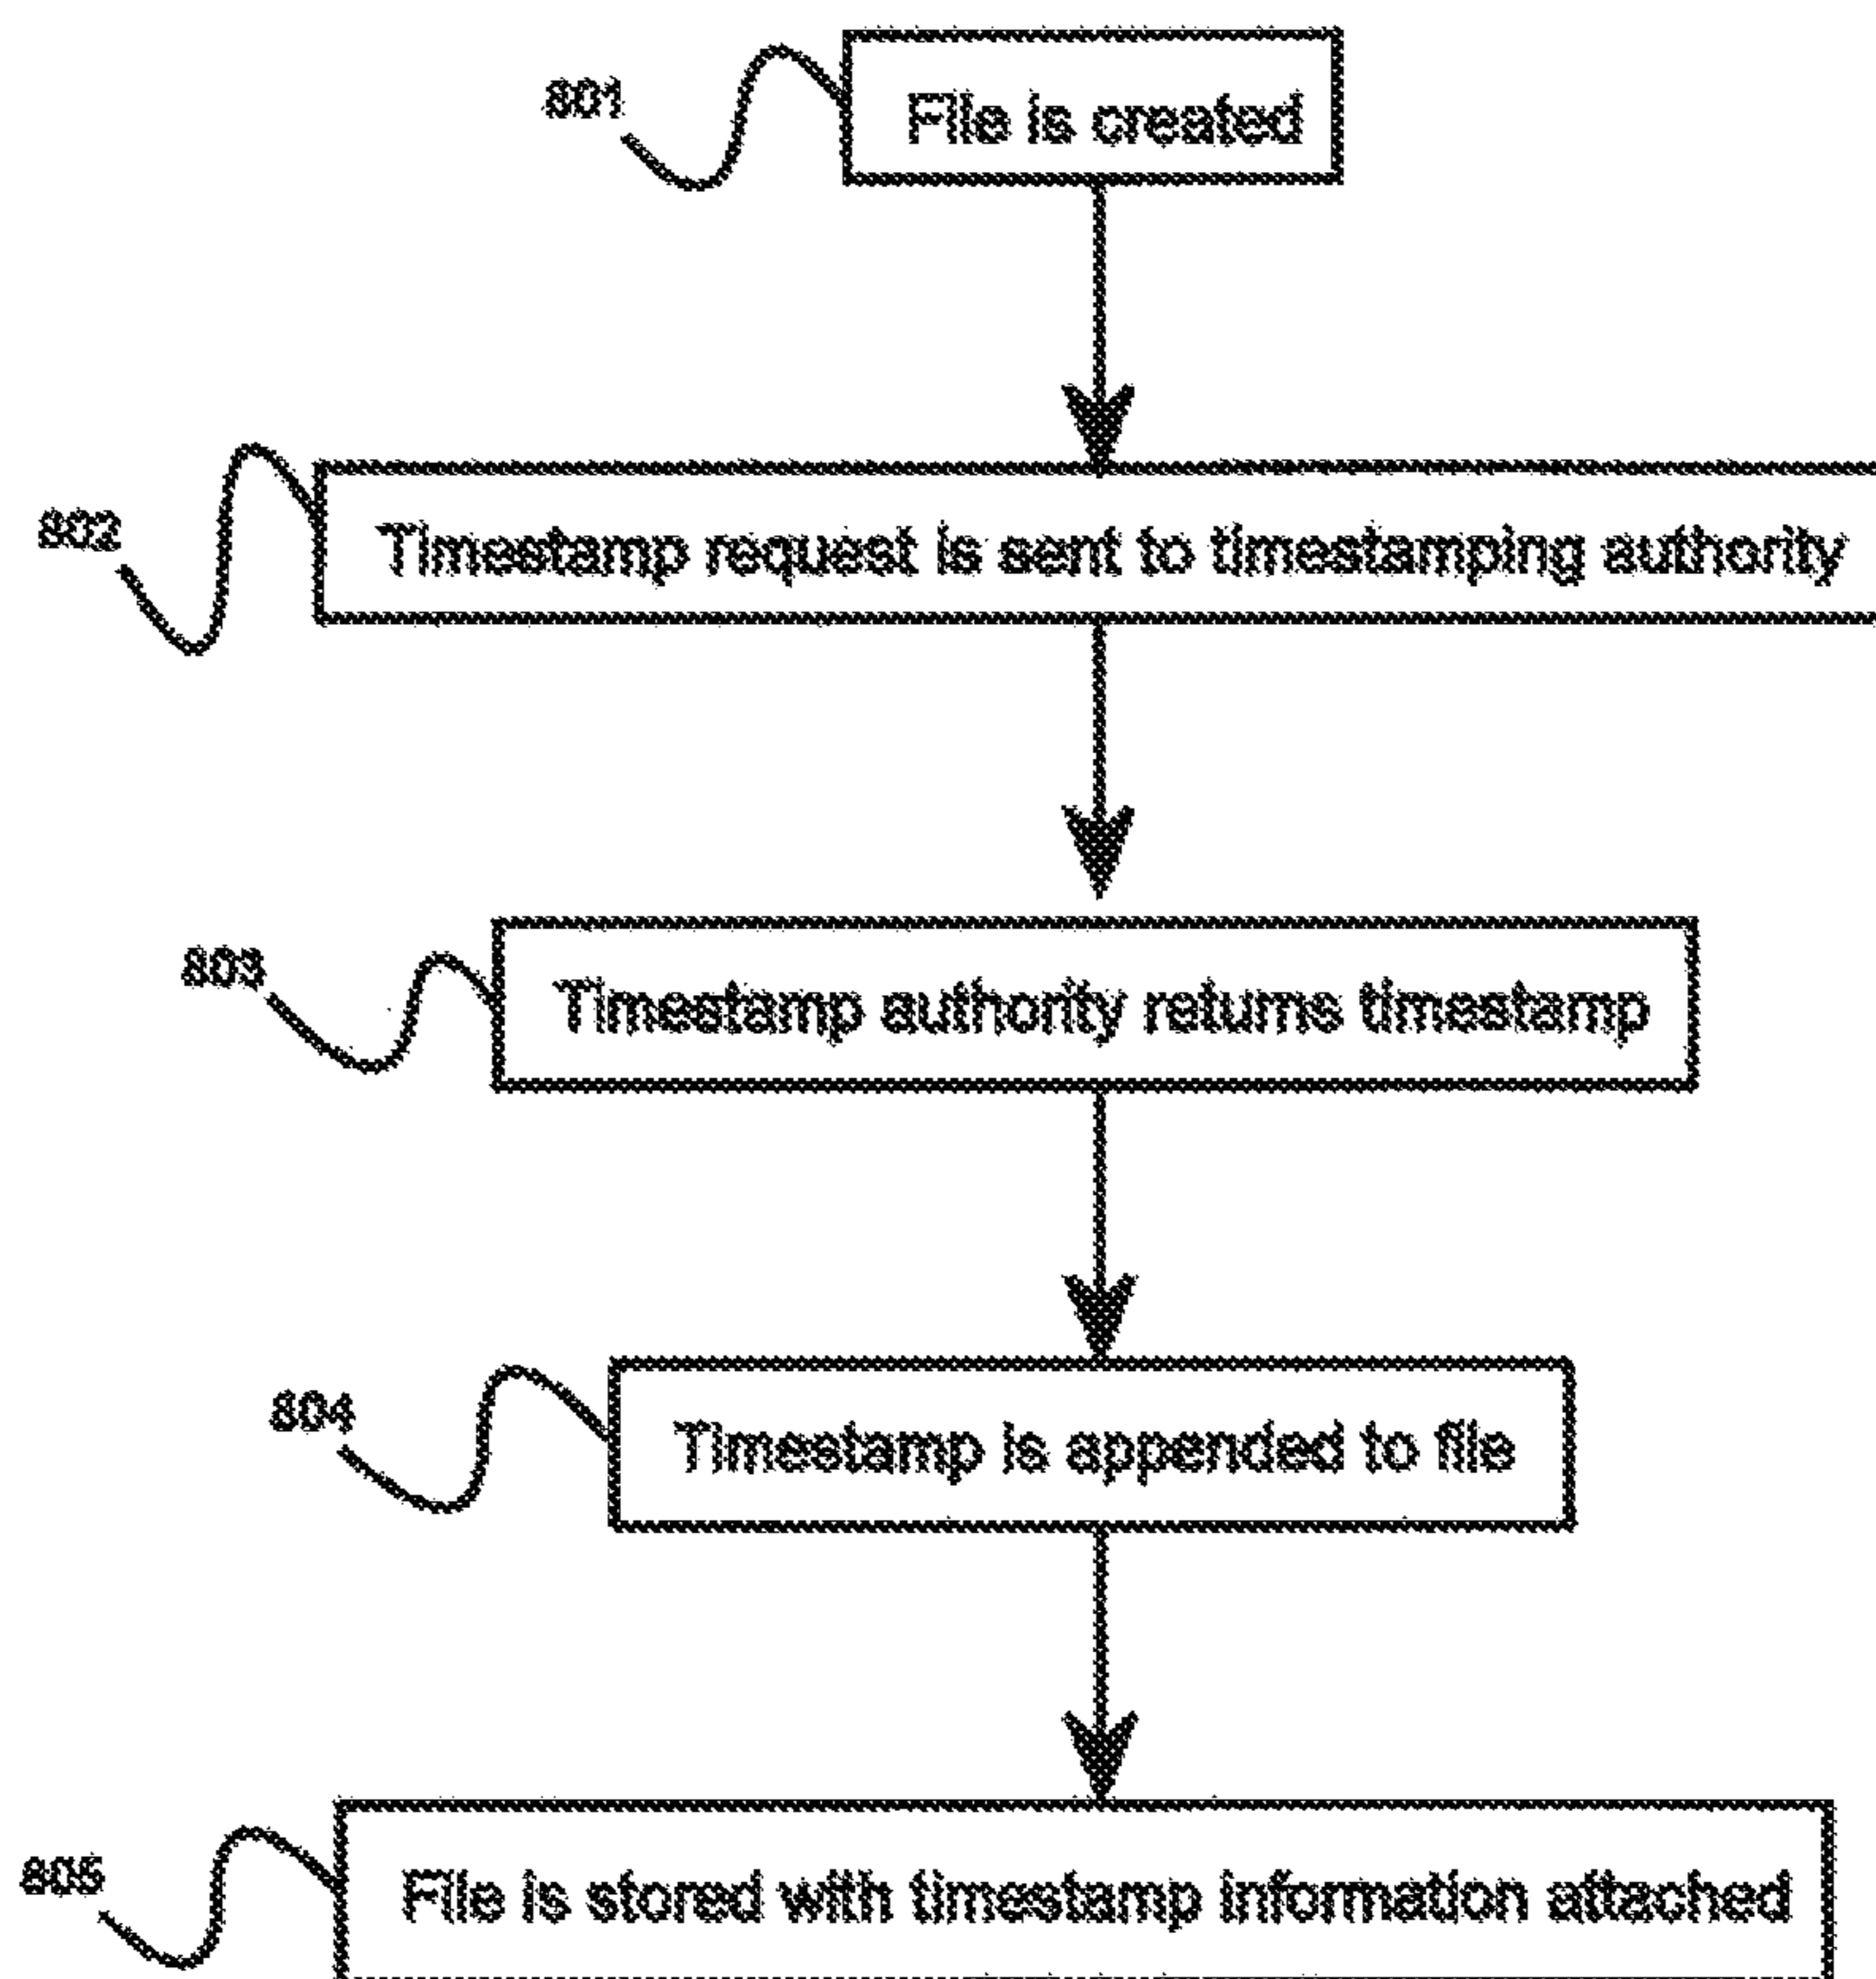 801
File is created
802
Timestamp request is sent to timestamping authority
803
Timestamp authority returns timestamp
804
Timestamp is appended to file
805
File is stored with timestamp information attached